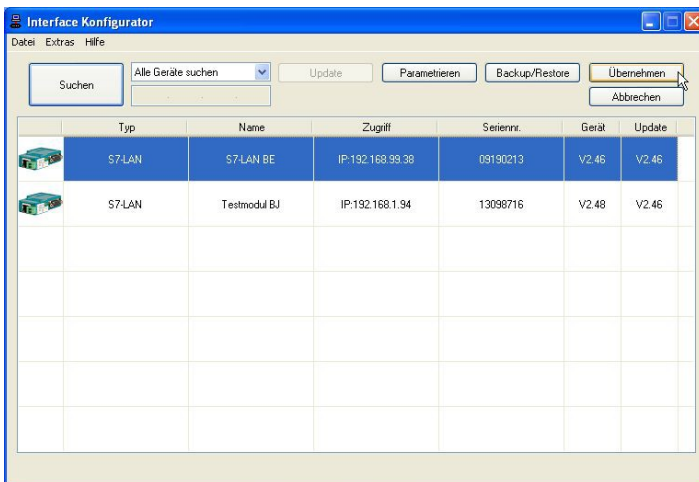 Interface Konfigurator
Datei Extras Hilfe
Suchen
Alle Geräte suchen
Update
Parametrieren
Backup/Restore
Übernehmen
Abbrechen
Typ Name Zugriff Seriennr. Gerät Update
S7-LAN S7-LAN BE IP:192.168.99.38 09190213 V2.46 V2.46
S7-LAN Testmodul BJ IP:192.168.1.94 13098716 V2.48 V2.46